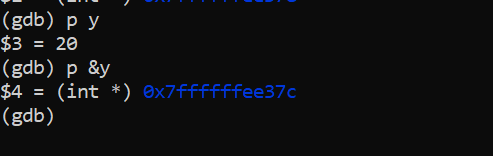 (gdb) p y
$3 = 20
(gdb) p &y
$4 = (int *) 0x7ffffffee37c
(gdb)